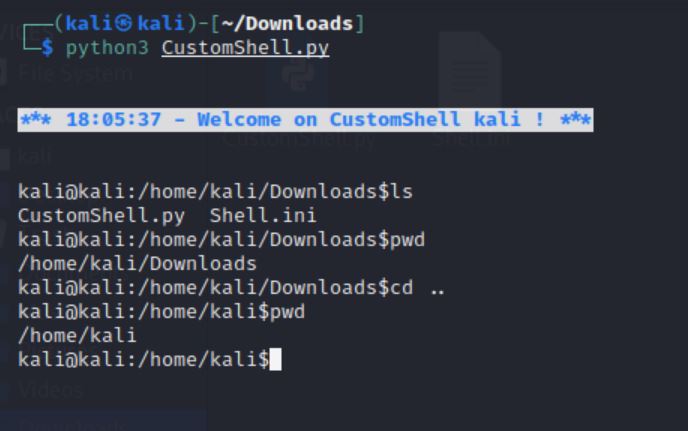 ┌──(kali㉿kali)-[~/Downloads]
└─$ python3 CustomShell.py
*** 18:05:37 - Welcome on CustomShell kali ! ***
kali@kali:/home/kali/Downloads$ls
CustomShell.py  Shell.ini
kali@kali:/home/kali/Downloads$pwd
/home/kali/Downloads
kali@kali:/home/kali/Downloads$cd ..
kali@kali:/home/kali$pwd
/home/kali
kali@kali:/home/kali$
File System
CustomShell.py
Shell.ini
kali
Videos
Downloads